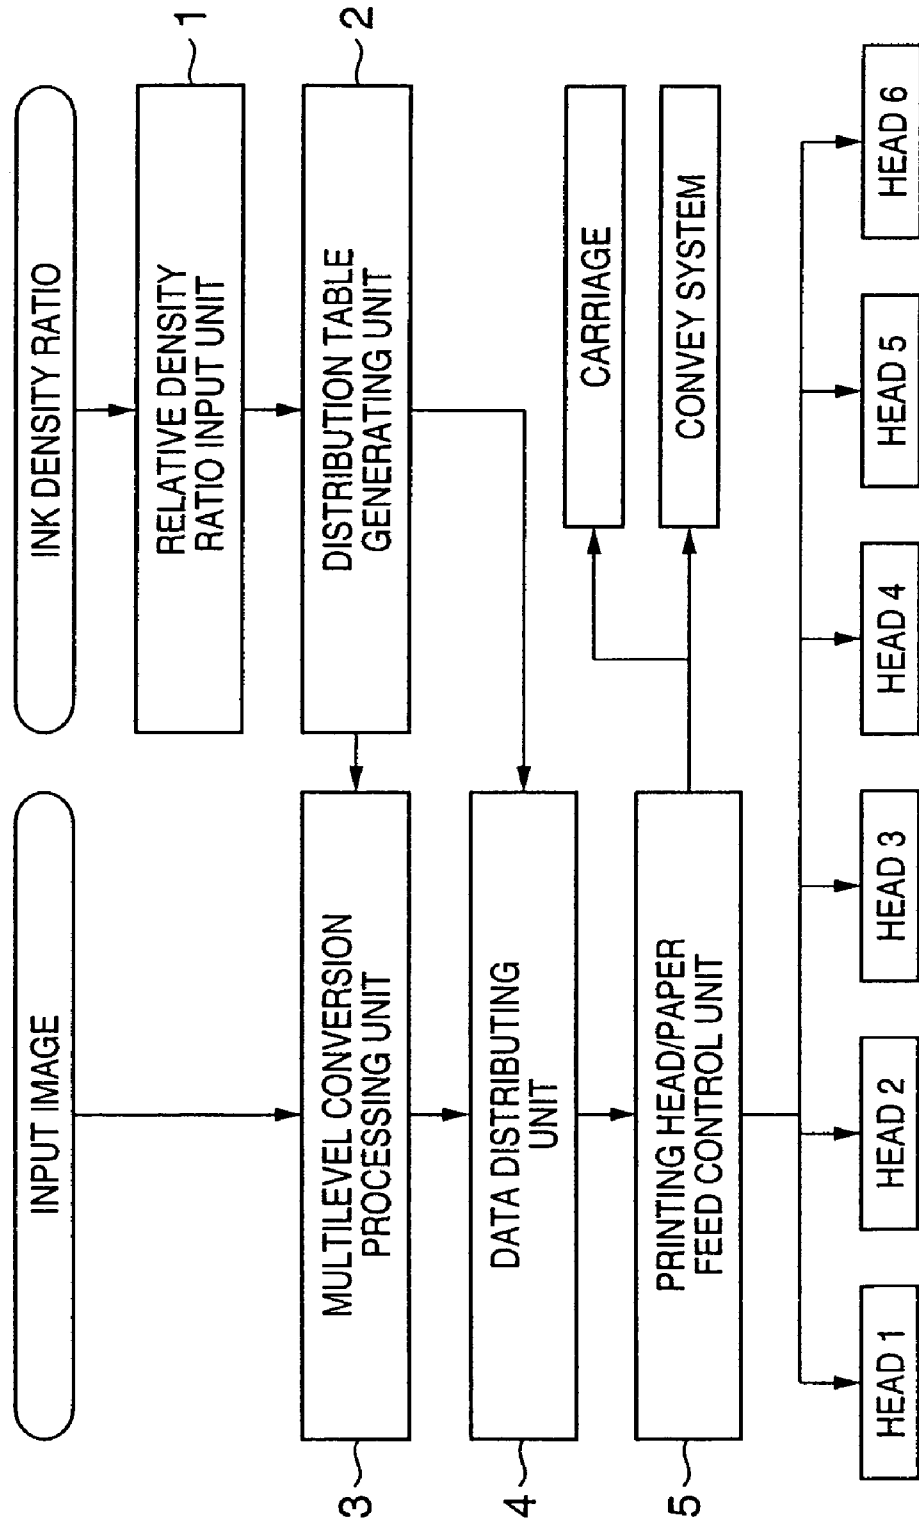 INPUT IMAGE
INK DENSITY RATIO
1
RELATIVE DENSITY
RATIO INPUT UNIT
2
DISTRIBUTION TABLE
GENERATING UNIT
3
MULTILEVEL CONVERSION
PROCESSING UNIT
4
DATA DISTRIBUTING
UNIT
CARRIAGE
5
PRINTING HEAD/PAPER
FEED CONTROL UNIT
CONVEY SYSTEM
HEAD 1
HEAD 2
HEAD 3
HEAD 4
HEAD 5
HEAD 6